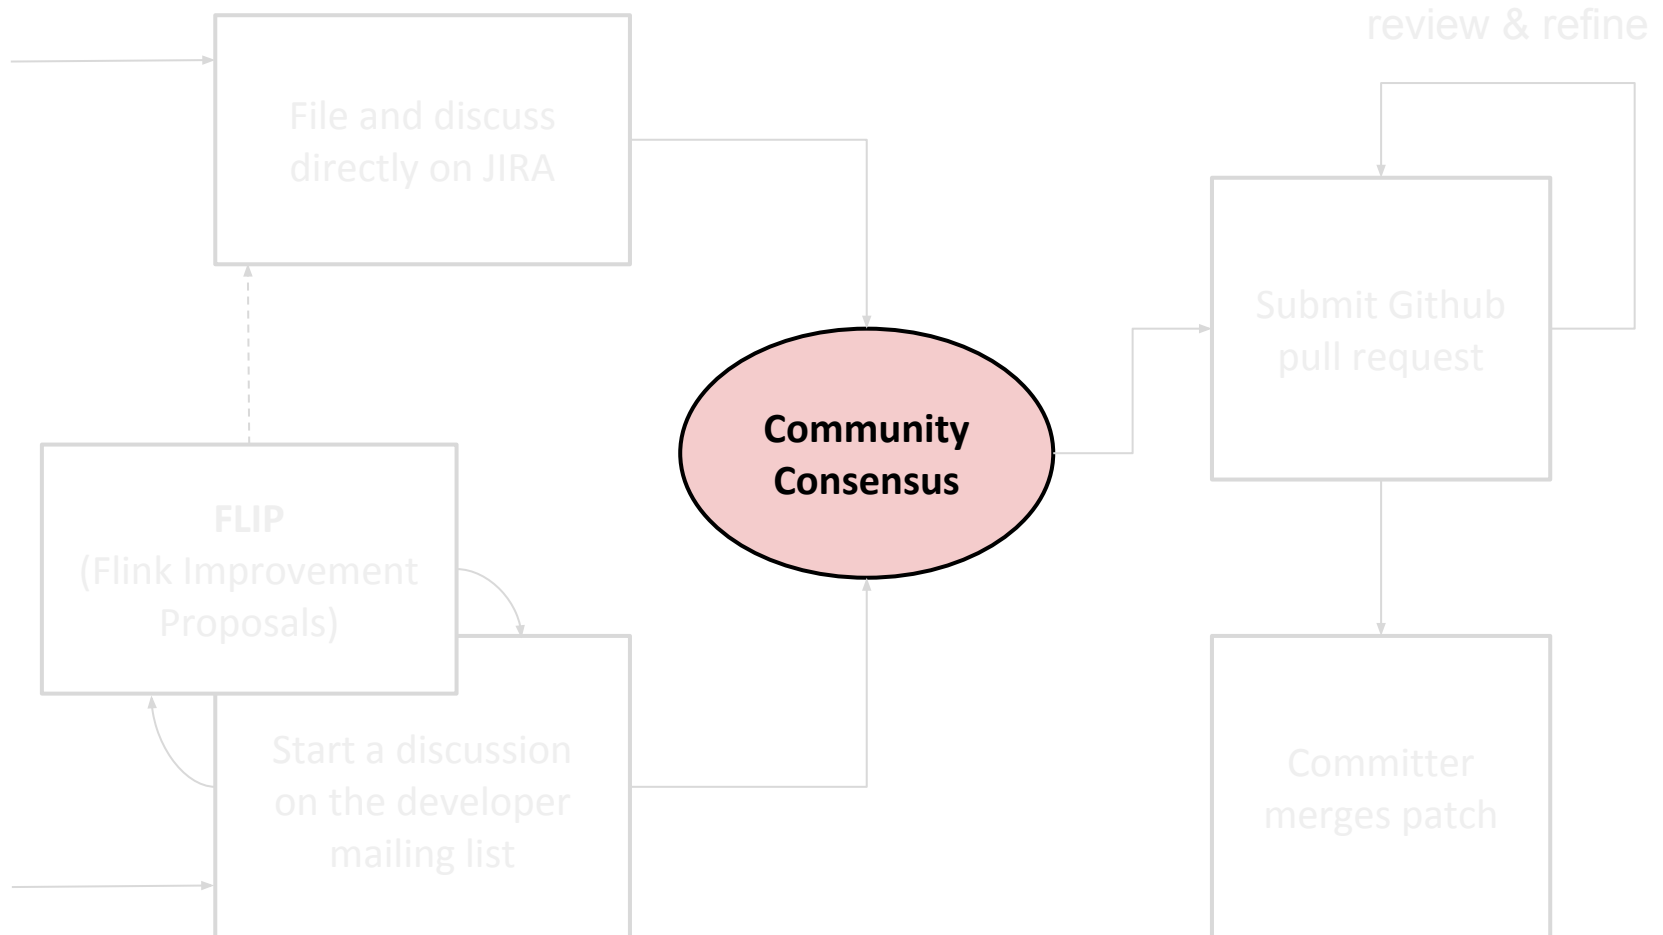 review & refine
File and discuss
directly on JIRA
Submit Github
pull request
Community
Consensus
FLIP
(Flink Improvement
Proposals)
Start a discussion
on the developer
mailing list
Committer
merges patch